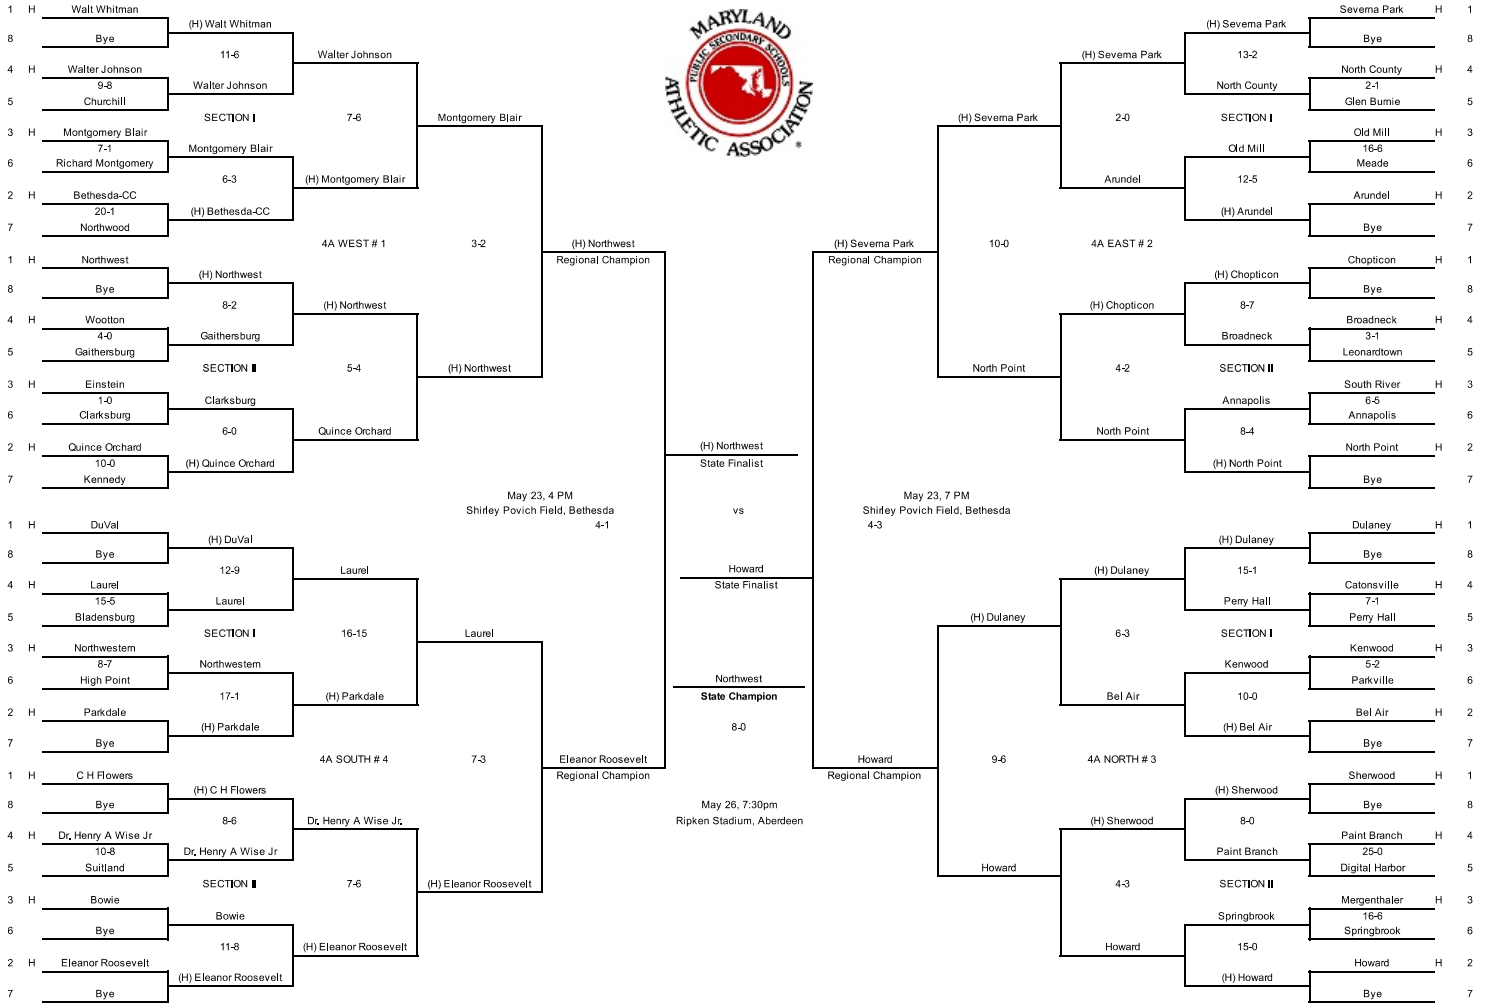 MARYLAND
PUBLIC SECONDARY SCHOOLS
ATHLETIC ASSOCIATION
®
1 H Walt Whitman
(H) Walt Whitman
8 Bye
11-6
Walter Johnson
4 H Walter Johnson
9-8
Walter Johnson
5 Churchill
SECTION I
7-6
Montgomery Blair
3 H Montgomery Blair
7-1
Montgomery Blair
6 Richard Montgomery
6-3
(H) Montgomery Blair
2 H Bethesda-CC
20-1
(H) Bethesda-CC
7 Northwood
4A WEST # 1
3-2
(H) Northwest
Regional Champion
1 H Northwest
(H) Northwest
8 Bye
8-2
(H) Northwest
4 H Wootton
4-0
Gaithersburg
5 Gaithersburg
SECTION II
5-4
(H) Northwest
3 H Einstein
1-0
Clarksburg
6 Clarksburg
6-0
Quince Orchard
2 H Quince Orchard
10-0
(H) Quince Orchard
7 Kennedy
May 23, 4 PM
Shirley Povich Field, Bethesda
4-1
1 H DuVal
(H) DuVal
8 Bye
12-9
Laurel
4 H Laurel
15-5
Laurel
5 Bladensburg
SECTION I
16-15
Laurel
3 H Northwestern
8-7
Northwestern
6 High Point
17-1
(H) Parkdale
2 H Parkdale
(H) Parkdale
7 Bye
4A SOUTH # 4
7-3
Eleanor Roosevelt
Regional Champion
1 H C H Flowers
(H) C H Flowers
8 Bye
8-6
Dr. Henry A Wise Jr.
4 H Dr. Henry A Wise Jr
10-8
Dr. Henry A Wise Jr
5 Suitland
SECTION II
7-6
(H) Eleanor Roosevelt
3 H Bowie
Bowie
6 Bye
11-8
(H) Eleanor Roosevelt
2 H Eleanor Roosevelt
(H) Eleanor Roosevelt
7 Bye
(H) Northwest
State Finalist
vs
Howard
State Finalist
Northwest
State Champion
8-0
May 26, 7:30pm
Ripken Stadium, Aberdeen
Severna Park H 1
(H) Severna Park
Bye 8
13-2
(H) Severna Park
North County H 4
2-1
North County
Glen Burnie 5
SECTION I
2-0
(H) Severna Park
Old Mill H 3
16-6
Old Mill
Meade 6
12-5
Arundel
Arundel H 2
(H) Arundel
Bye 7
4A EAST # 2
10-0
(H) Severna Park
Regional Champion
Chopticon H 1
(H) Chopticon
Bye 8
8-7
(H) Chopticon
Broadneck H 4
3-1
Broadneck
Leonardtown 5
SECTION II
4-2
North Point
South River H 3
6-5
Annapolis
Annapolis 6
8-4
North Point
North Point H 2
(H) North Point
Bye 7
May 23, 7 PM
Shirley Povich Field, Bethesda
4-3
Dulaney H 1
(H) Dulaney
Bye 8
15-1
(H) Dulaney
Catonsville H 4
7-1
Perry Hall
Perry Hall 5
SECTION I
6-3
(H) Dulaney
Kenwood H 3
5-2
Kenwood
Parkville 6
10-0
Bel Air
Bel Air H 2
(H) Bel Air
Bye 7
4A NORTH # 3
9-6
Howard
Regional Champion
Sherwood H 1
(H) Sherwood
Bye 8
8-0
(H) Sherwood
Paint Branch H 4
25-0
Paint Branch
Digital Harbor 5
SECTION II
4-3
Howard
Mergenthaler H 3
16-6
Springbrook
Springbrook 6
15-0
Howard
Howard H 2
(H) Howard
Bye 7